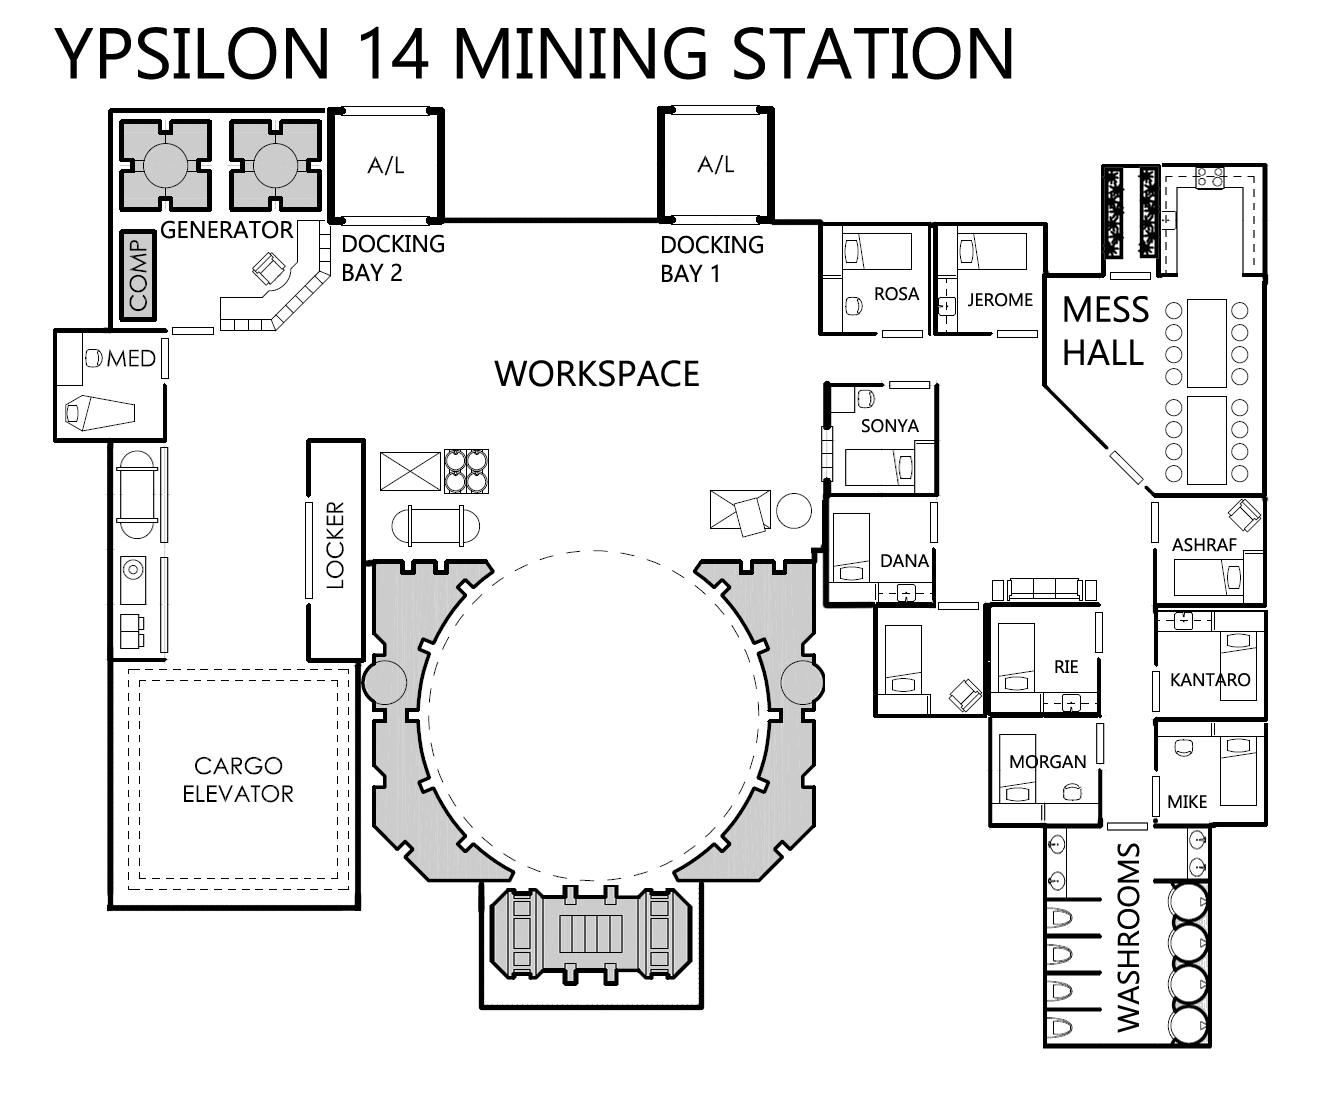 YPSILON 14 MINING STATION
A/L
A/L
GENERATOR
COMP
DOCKING
BAY 2
DOCKING
BAY 1
ROSA
JEROME
MESS
HALL
MED
WORKSPACE
SONYA
LOCKER
DANA
ASHRAF
RIE
KANTARO
CARGO
ELEVATOR
MORGAN
MIKE
WASHROOMS